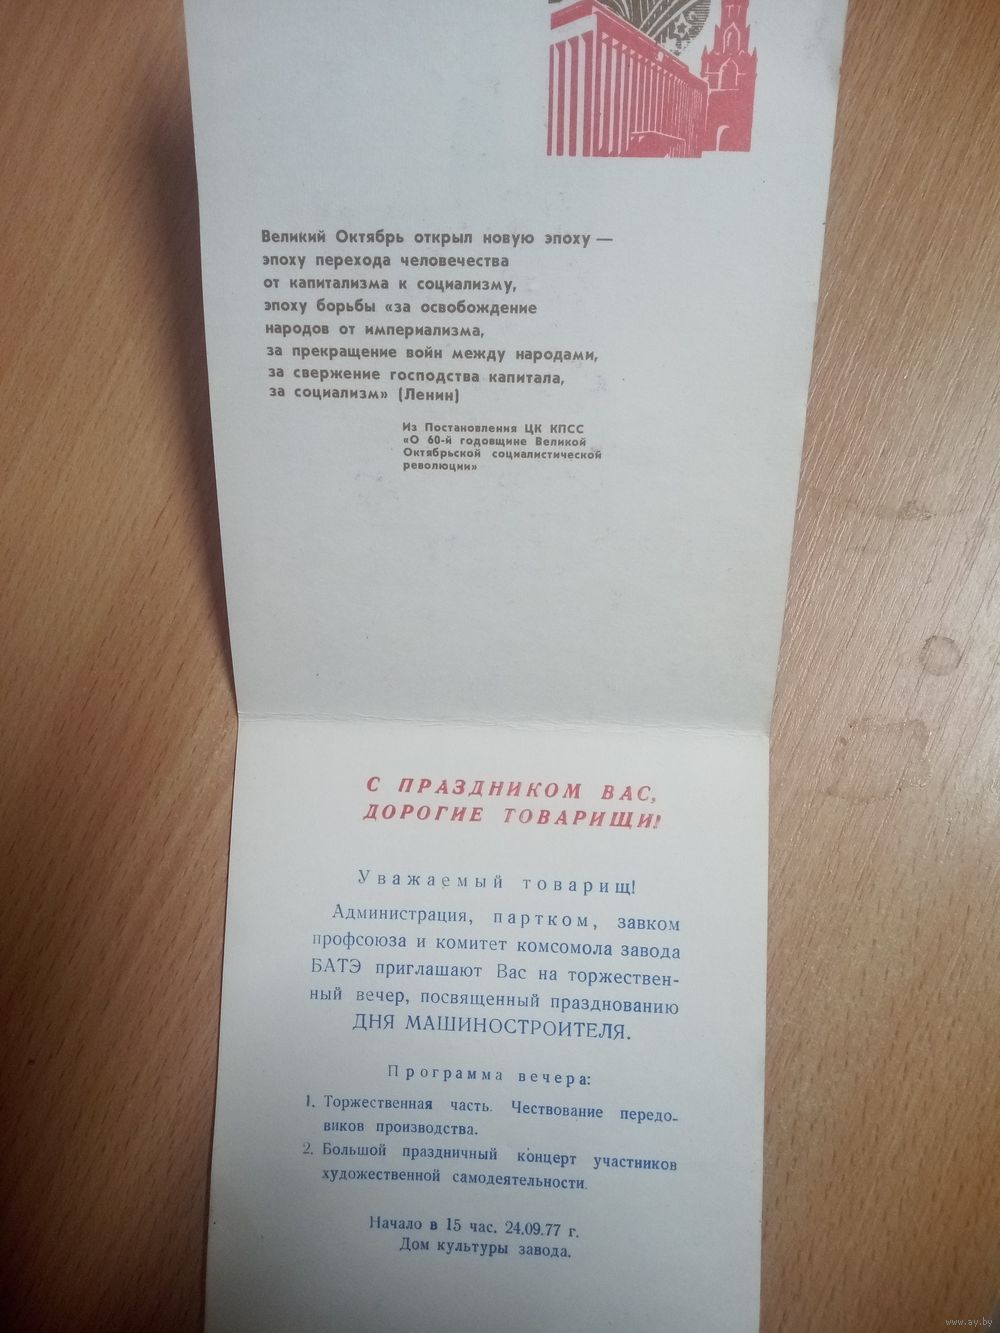 Великий Октябрь открыл новую эпоху —
эпоху перехода человечества
от капитализма к социализму,
эпоху борьбы «за освобождение
народов от империализма,
за прекращение войн между народами,
за свержение господства капитала,
за социализм» (Ленин)
Из Постановления ЦК КПСС
«О 60-й годовщине Великой
Октябрьской социалистической
революции»
С ПРАЗДНИКОМ ВАС,
ДОРОГИЕ ТОВАРИЩИ!
Уважаемый товарищ!
Администрация, партком, завком
профсоюза и комитет комсомола завода
БАТЭ приглашают Вас на торжествен-
ный вечер, посвященный празднованию
ДНЯ МАШИНОСТРОИТЕЛЯ.
Программа вечера:
1. Торжественная часть. Чествование передо-
виков производства.
2. Большой праздничный концерт участников
художественной самодеятельности.
Начало в 15 час. 24.09.77 г.
Дом культуры завода.
www.ay.by